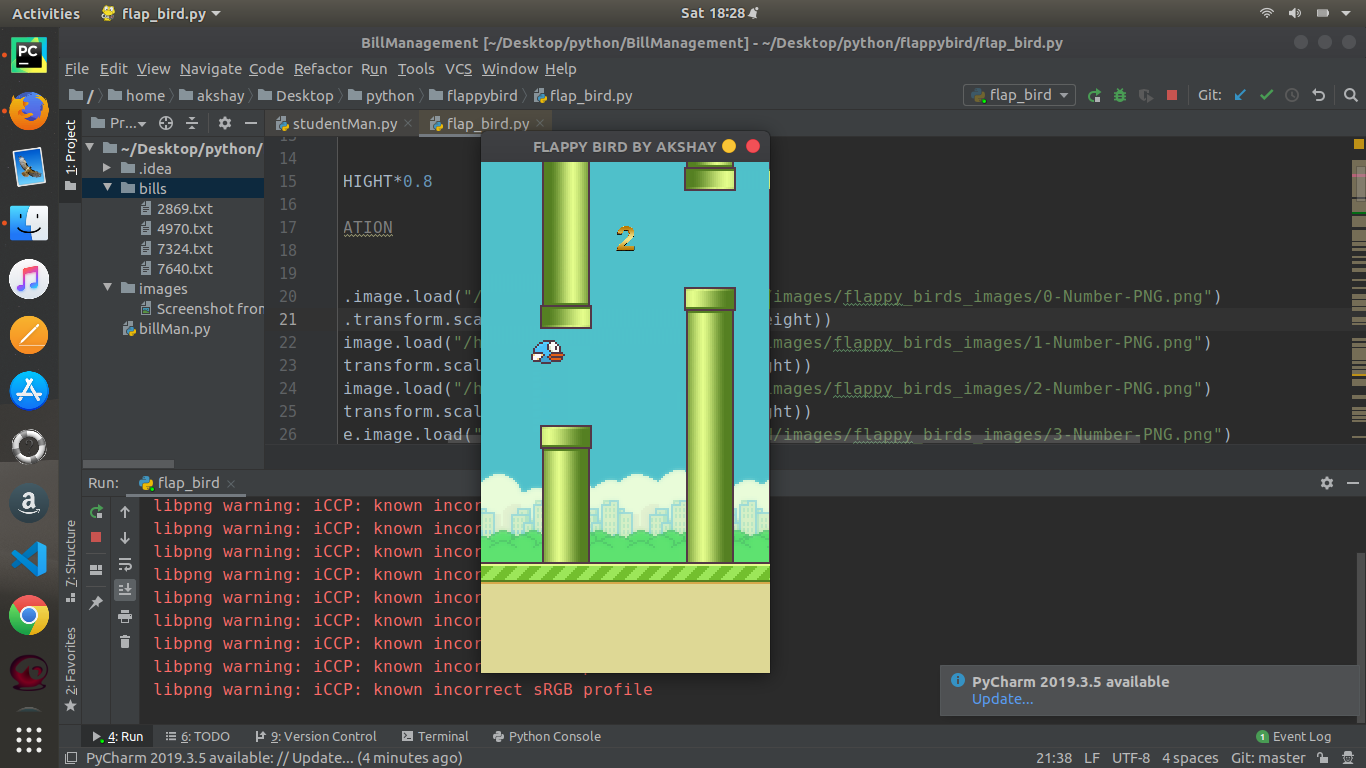 Activities flap_bird.py Sat 18:28
BillManagement [~/Desktop/python/BillManagement] - ~/Desktop/python/flappybird/flap_bird.py
File Edit View Navigate Code Refactor Run Tools VCS Window Help
/ home akshay Desktop python flappybird flap_bird.py flap_bird Git:
Pr... studentMan.py flap_bird.py
1: Project
~/Desktop/python/
.idea
bills
2869.txt
4970.txt
7324.txt
7640.txt
images
Screenshot from
billMan.py
FLAPPY BIRD BY AKSHAY
2
13
14
15 HIGHT*0.8
16
17 ATION
18
19
20 .image.load("/ /images/flappy_birds_images/0-Number-PNG.png")
21 .transform.sca eight))
22 image.load("/h mages/flappy_birds_images/1-Number-PNG.png")
23 transform.scal ght))
24 image.load("/h mages/flappy_birds_images/2-Number-PNG.png")
25 transform.scal ght))
26 e.image.load(" d/images/flappy_birds_images/3-Number-PNG.png")
Run: flap_bird
libpng warning: iCCP: known incor
libpng warning: iCCP: known incor
libpng warning: iCCP: known incor
libpng warning: iCCP: known incor
libpng warning: iCCP: known incor
libpng warning: iCCP: known incor
libpng warning: iCCP: known incor
libpng warning: iCCP: known incor
libpng warning: iCCP: known incorrect sRGB profile
7: Structure
2: Favorites
PyCharm 2019.3.5 available
Update...
4: Run 6: TODO 9: Version Control Terminal Python Console 1 Event Log
PyCharm 2019.3.5 available: // Update... (4 minutes ago) 21:38 LF UTF-8 4 spaces Git: master